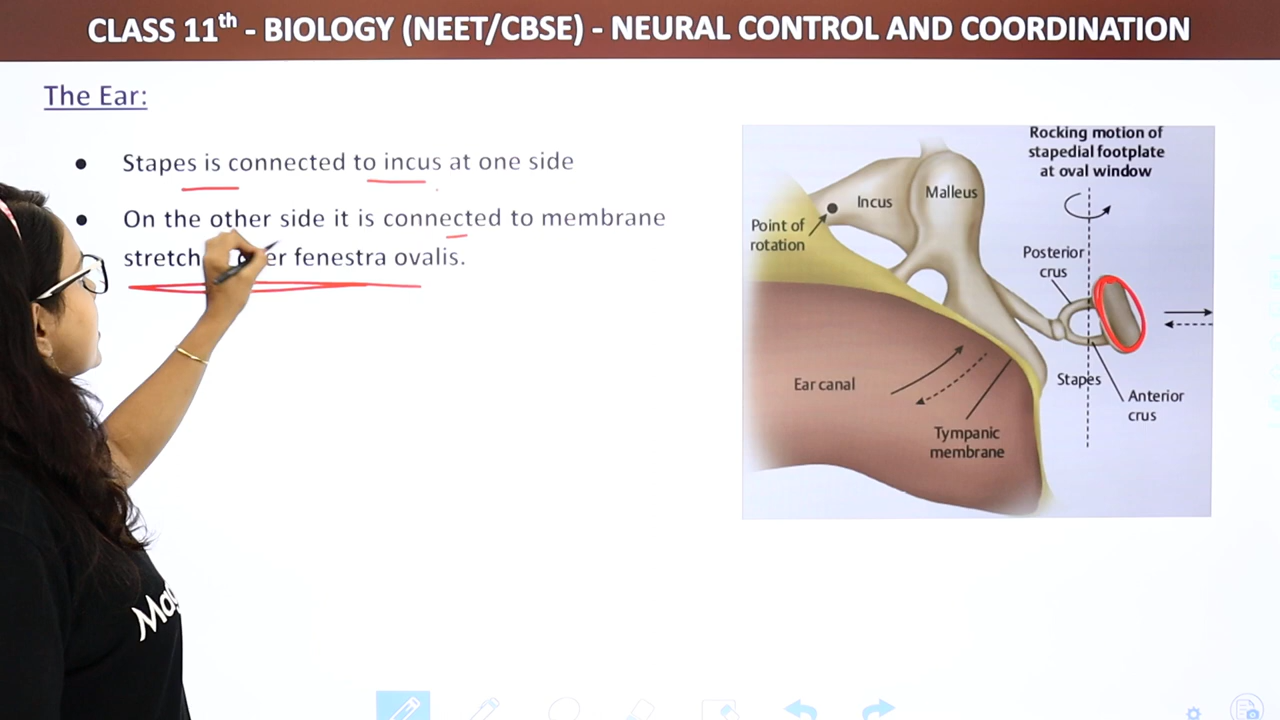 CLASS 11th - BIOLOGY (NEET/CBSE) - NEURAL CONTROL AND COORDINATION
The Ear:
● Stapes is connected to incus at one side
● On the other side it is connected to membrane
fenestra ovalis.
Rocking motion of
stapedial footplate
at oval window
Incus
Malleus
Point of
rotation
Posterior
crus
Ear canal
Stapes
Anterior
crus
Tympanic
membrane